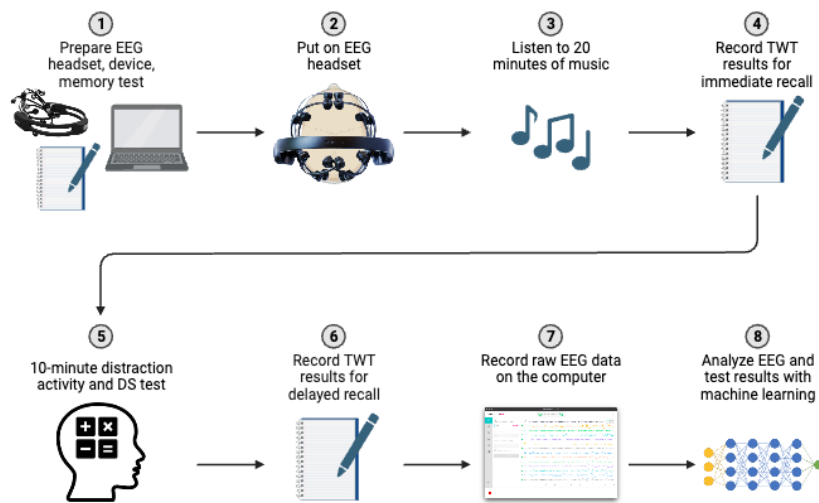 1
Prepare EEG
headset, device,
memory test
2
Put on EEG
headset
3
Listen to 20
minutes of music
4
Record TWT
results for
immediate recall
5
10-minute distraction
activity and DS test
6
Record TWT
results for
delayed recall
7
Record raw EEG data
on the computer
8
Analyze EEG and
test results with
machine learning